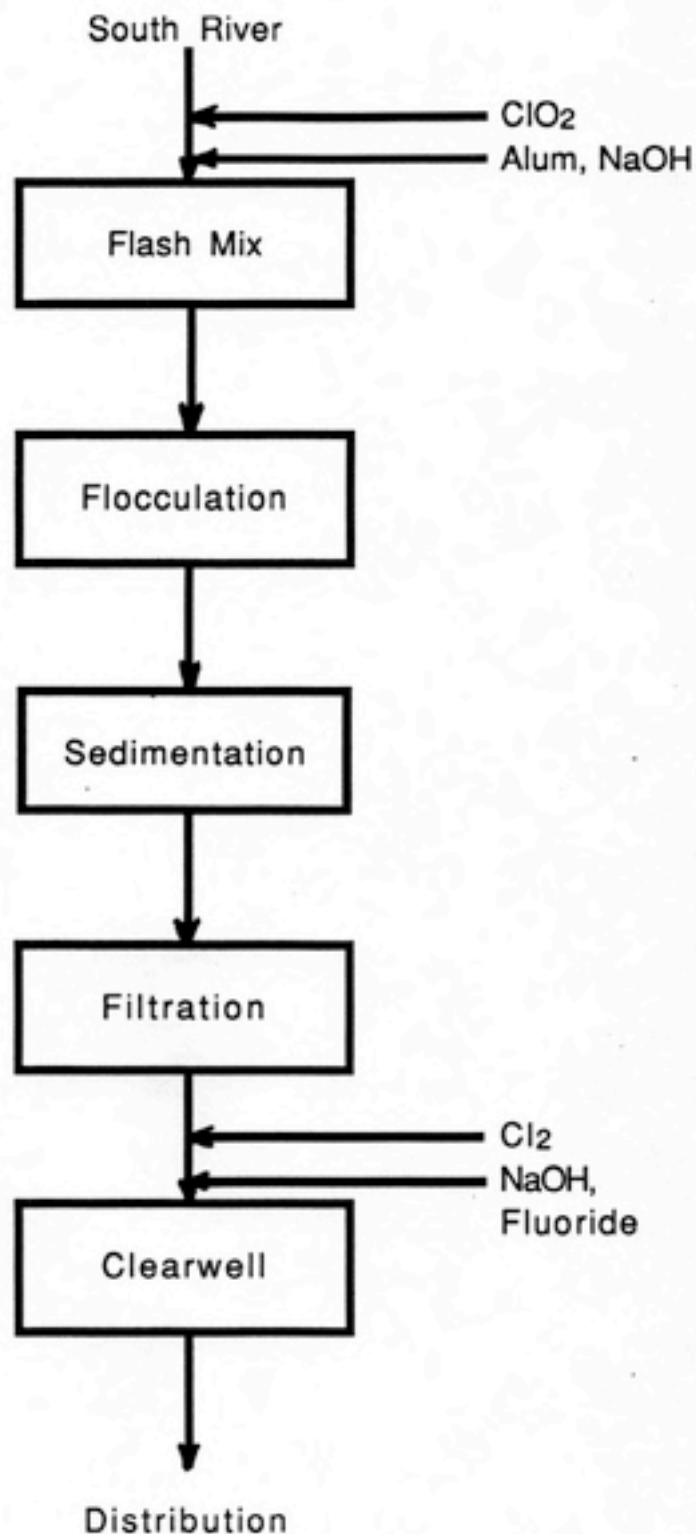 South River
ClO₂
Alum, NaOH
Flash Mix
Flocculation
Sedimentation
Filtration
Cl₂
NaOH,
Fluoride
Clearwell
Distribution